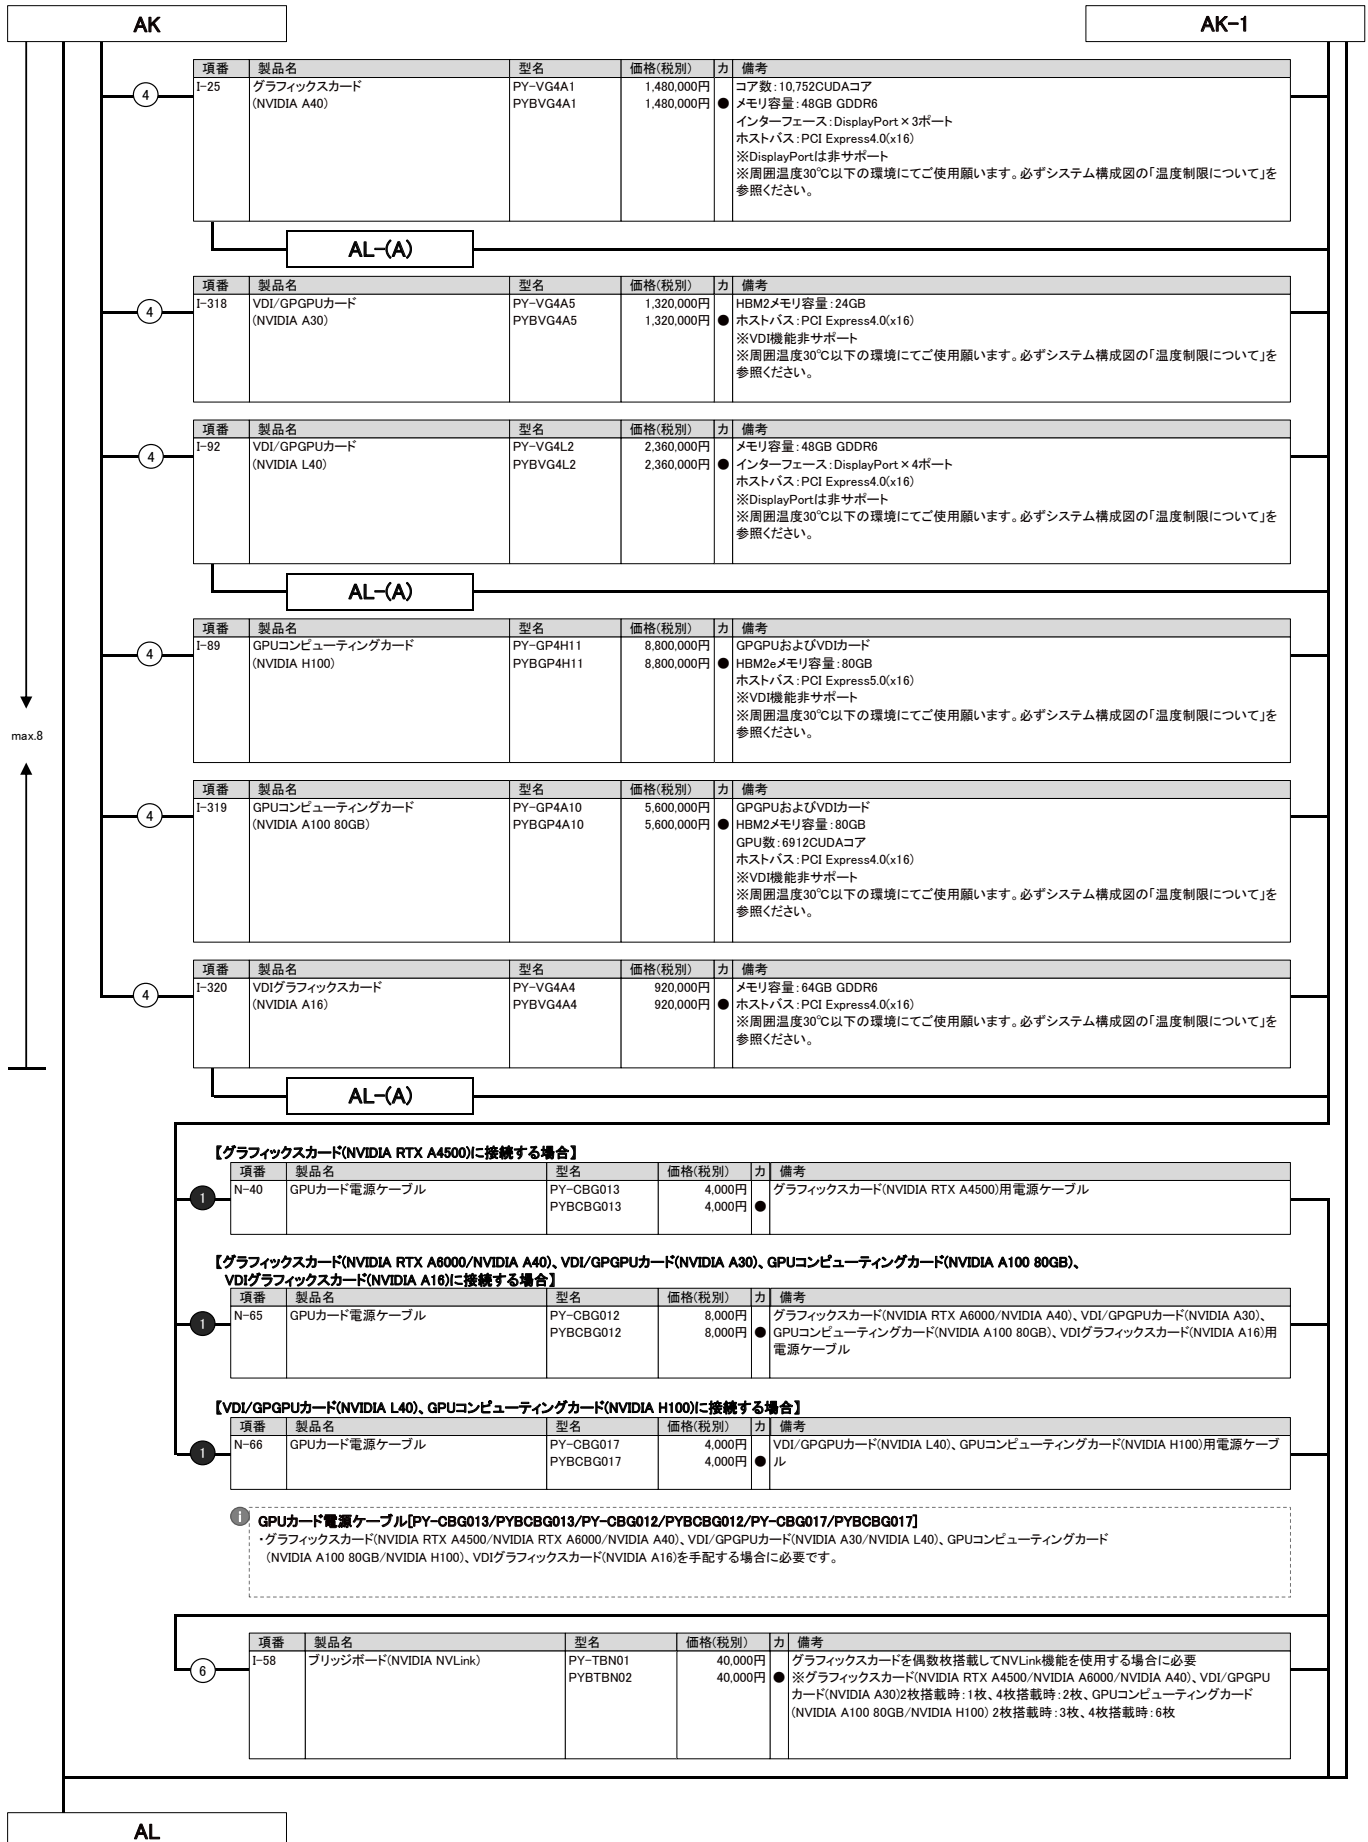 AK
AK-1
項番 製品名 型名 価格(税別) カ 備考
4 I-25 グラフィックスカード PY-VG4A1 1,480,000円 コア数：10,752CUDAコア
(NVIDIA A40) PYBVG4A1 1,480,000円 ● メモリ容量：48GB GDDR6
インターフェース：DisplayPort×3ポート
ホストバス：PCI Express4.0(x16)
※DisplayPortは非サポート
※周囲温度30℃以下の環境にてご使用願います。必ずシステム構成図の「温度制限について」を
参照ください。
AL-(A)
項番 製品名 型名 価格(税別) カ 備考
4 I-318 VDI/GPGPUカード PY-VG4A5 1,320,000円 HBM2メモリ容量：24GB
(NVIDIA A30) PYBVG4A5 1,320,000円 ● ホストバス：PCI Express4.0(x16)
※VDI機能非サポート
※周囲温度30℃以下の環境にてご使用願います。必ずシステム構成図の「温度制限について」を
参照ください。
項番 製品名 型名 価格(税別) カ 備考
4 I-92 VDI/GPGPUカード PY-VG4L2 2,360,000円 メモリ容量：48GB GDDR6
(NVIDIA L40) PYBVG4L2 2,360,000円 ● インターフェース：DisplayPort×4ポート
ホストバス：PCI Express4.0(x16)
※DisplayPortは非サポート
※周囲温度30℃以下の環境にてご使用願います。必ずシステム構成図の「温度制限について」を
参照ください。
AL-(A)
項番 製品名 型名 価格(税別) カ 備考
4 I-89 GPUコンピューティングカード PY-GP4H11 8,800,000円 GPGPUおよびVDIカード
(NVIDIA H100) PYBGP4H11 8,800,000円 ● HBM2eメモリ容量：80GB
ホストバス：PCI Express5.0(x16)
※VDI機能非サポート
※周囲温度30℃以下の環境にてご使用願います。必ずシステム構成図の「温度制限について」を
参照ください。
max.8
項番 製品名 型名 価格(税別) カ 備考
4 I-319 GPUコンピューティングカード PY-GP4A10 5,600,000円 GPGPUおよびVDIカード
(NVIDIA A100 80GB) PYBGP4A10 5,600,000円 ● HBM2メモリ容量：80GB
GPU数：6912CUDAコア
ホストバス：PCI Express4.0(x16)
※VDI機能非サポート
※周囲温度30℃以下の環境にてご使用願います。必ずシステム構成図の「温度制限について」を
参照ください。
項番 製品名 型名 価格(税別) カ 備考
4 I-320 VDIグラフィックスカード PY-VG4A4 920,000円 メモリ容量：64GB GDDR6
(NVIDIA A16) PYBVG4A4 920,000円 ● ホストバス：PCI Express4.0(x16)
※周囲温度30℃以下の環境にてご使用願います。必ずシステム構成図の「温度制限について」を
参照ください。
AL-(A)
【グラフィックスカード(NVIDIA RTX A4500)に接続する場合】
項番 製品名 型名 価格(税別) カ 備考
1 N-40 GPUカード電源ケーブル PY-CBG013 4,000円 グラフィックスカード(NVIDIA RTX A4500)用電源ケーブル
PYBCBG013 4,000円 ●
【グラフィックスカード(NVIDIA RTX A6000/NVIDIA A40)、VDI/GPGPUカード(NVIDIA A30)、GPUコンピューティングカード(NVIDIA A100 80GB)、
VDIグラフィックスカード(NVIDIA A16)に接続する場合】
項番 製品名 型名 価格(税別) カ 備考
1 N-65 GPUカード電源ケーブル PY-CBG012 8,000円 グラフィックスカード(NVIDIA RTX A6000/NVIDIA A40)、VDI/GPGPUカード(NVIDIA A30)、
PYBCBG012 8,000円 ● GPUコンピューティングカード(NVIDIA A100 80GB)、VDIグラフィックスカード(NVIDIA A16)用
電源ケーブル
【VDI/GPGPUカード(NVIDIA L40)、GPUコンピューティングカード(NVIDIA H100)に接続する場合】
項番 製品名 型名 価格(税別) カ 備考
1 N-66 GPUカード電源ケーブル PY-CBG017 4,000円 VDI/GPGPUカード(NVIDIA L40)、GPUコンピューティングカード(NVIDIA H100)用電源ケーブ
PYBCBG017 4,000円 ● ル
i GPUカード電源ケーブル[PY-CBG013/PYBCBG013/PY-CBG012/PYBCBG012/PY-CBG017/PYBCBG017]
・グラフィックスカード(NVIDIA RTX A4500/NVIDIA RTX A6000/NVIDIA A40)、VDI/GPGPUカード(NVIDIA A30/NVIDIA L40)、GPUコンピューティングカード
(NVIDIA A100 80GB/NVIDIA H100)、VDIグラフィックスカード(NVIDIA A16)を手配する場合に必要です。
項番 製品名 型名 価格(税別) カ 備考
6 I-58 ブリッジボード(NVIDIA NVLink) PY-TBN01 40,000円 グラフィックスカードを偶数枚搭載してNVLink機能を使用する場合に必要
PYBTBN02 40,000円 ● ※グラフィックスカード(NVIDIA RTX A4500/NVIDIA A6000/NVIDIA A40)、VDI/GPGPU
カード(NVIDIA A30)2枚搭載時：1枚、4枚搭載時：2枚、GPUコンピューティングカード
(NVIDIA A100 80GB/NVIDIA H100) 2枚搭載時：3枚、4枚搭載時：6枚
AL